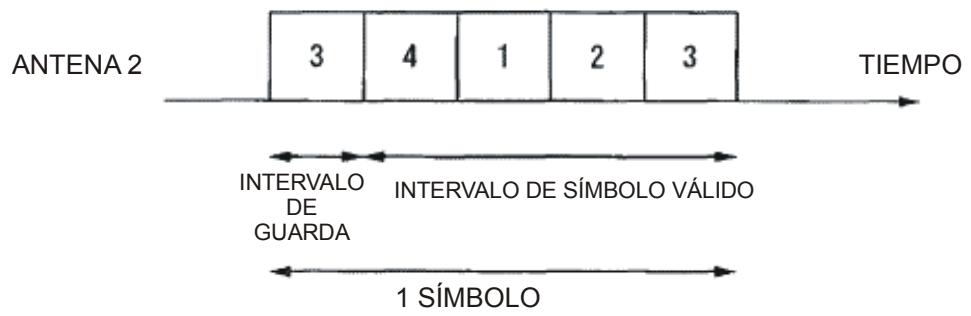 ANTENA 2
3 4 1 2 3
TIEMPO
INTERVALO
DE
GUARDA
INTERVALO DE SÍMBOLO VÁLIDO
1 SÍMBOLO